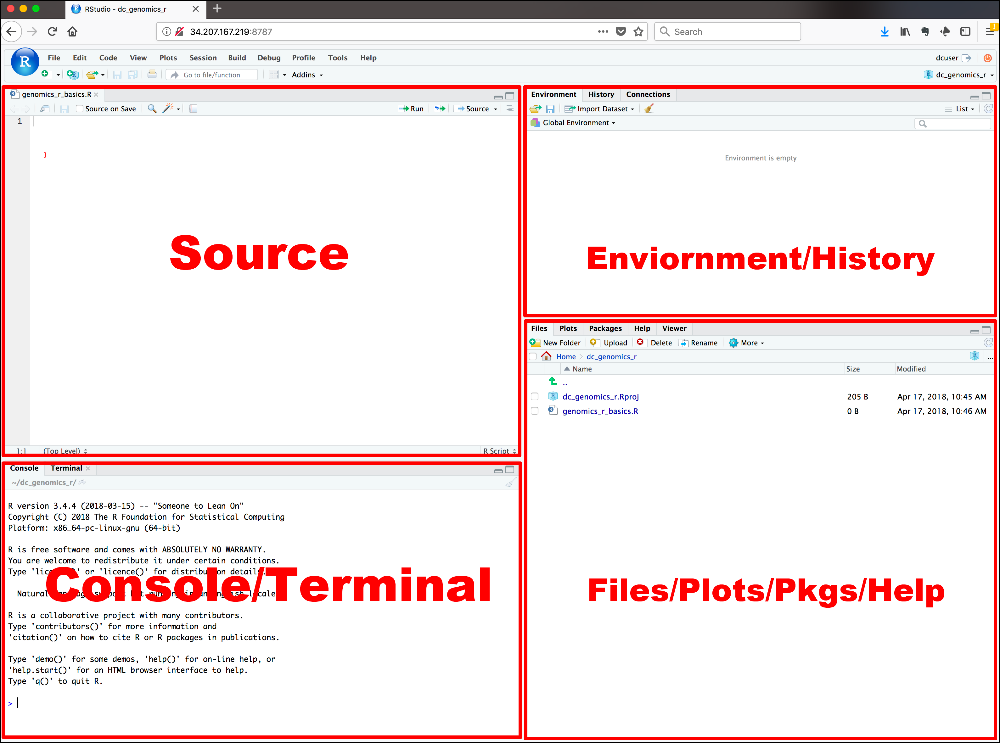 RStudio - dc_genomics_r
34.207.167.219:8787
Search
R
File Edit Code View Plots Session Build Debug Profile Tools Help
dcuser
Go to file/function
Addins
dc_genomics_r
genomics_r_basics.R
Source on Save
Run
Source
1
]
Source
1:1
(Top Level)
R Script
Environment History Connections
Import Dataset
List
Global Environment
Environment is empty
Enviornment/History
Console Terminal
~/dc_genomics_r/
R version 3.4.4 (2018-03-15) -- "Someone to Lean On"
Copyright (C) 2018 The R Foundation for Statistical Computing
Platform: x86_64-pc-linux-gnu (64-bit)
R is free software and comes with ABSOLUTELY NO WARRANTY.
You are welcome to redistribute it under certain conditions.
Type or 'licence()' for details.
Natural
Console/Terminal
R is a collaborative project with many contributors.
Type 'contributors()' for more information and
'citation()' on how to cite R or R packages in publications.
Type 'demo()' for some demos, 'help()' for on-line help, or
'help.start()' for an HTML browser interface to help.
Type 'q()' to quit R.
>
Files Plots Packages Help Viewer
New Folder Upload Delete Rename More
Home > dc_genomics_r
...
Name Size Modified
..
dc_genomics_r.Rproj 205 B Apr 17, 2018, 10:45 AM
genomics_r_basics.R 0 B Apr 17, 2018, 10:46 AM
Files/Plots/Pkgs/Help